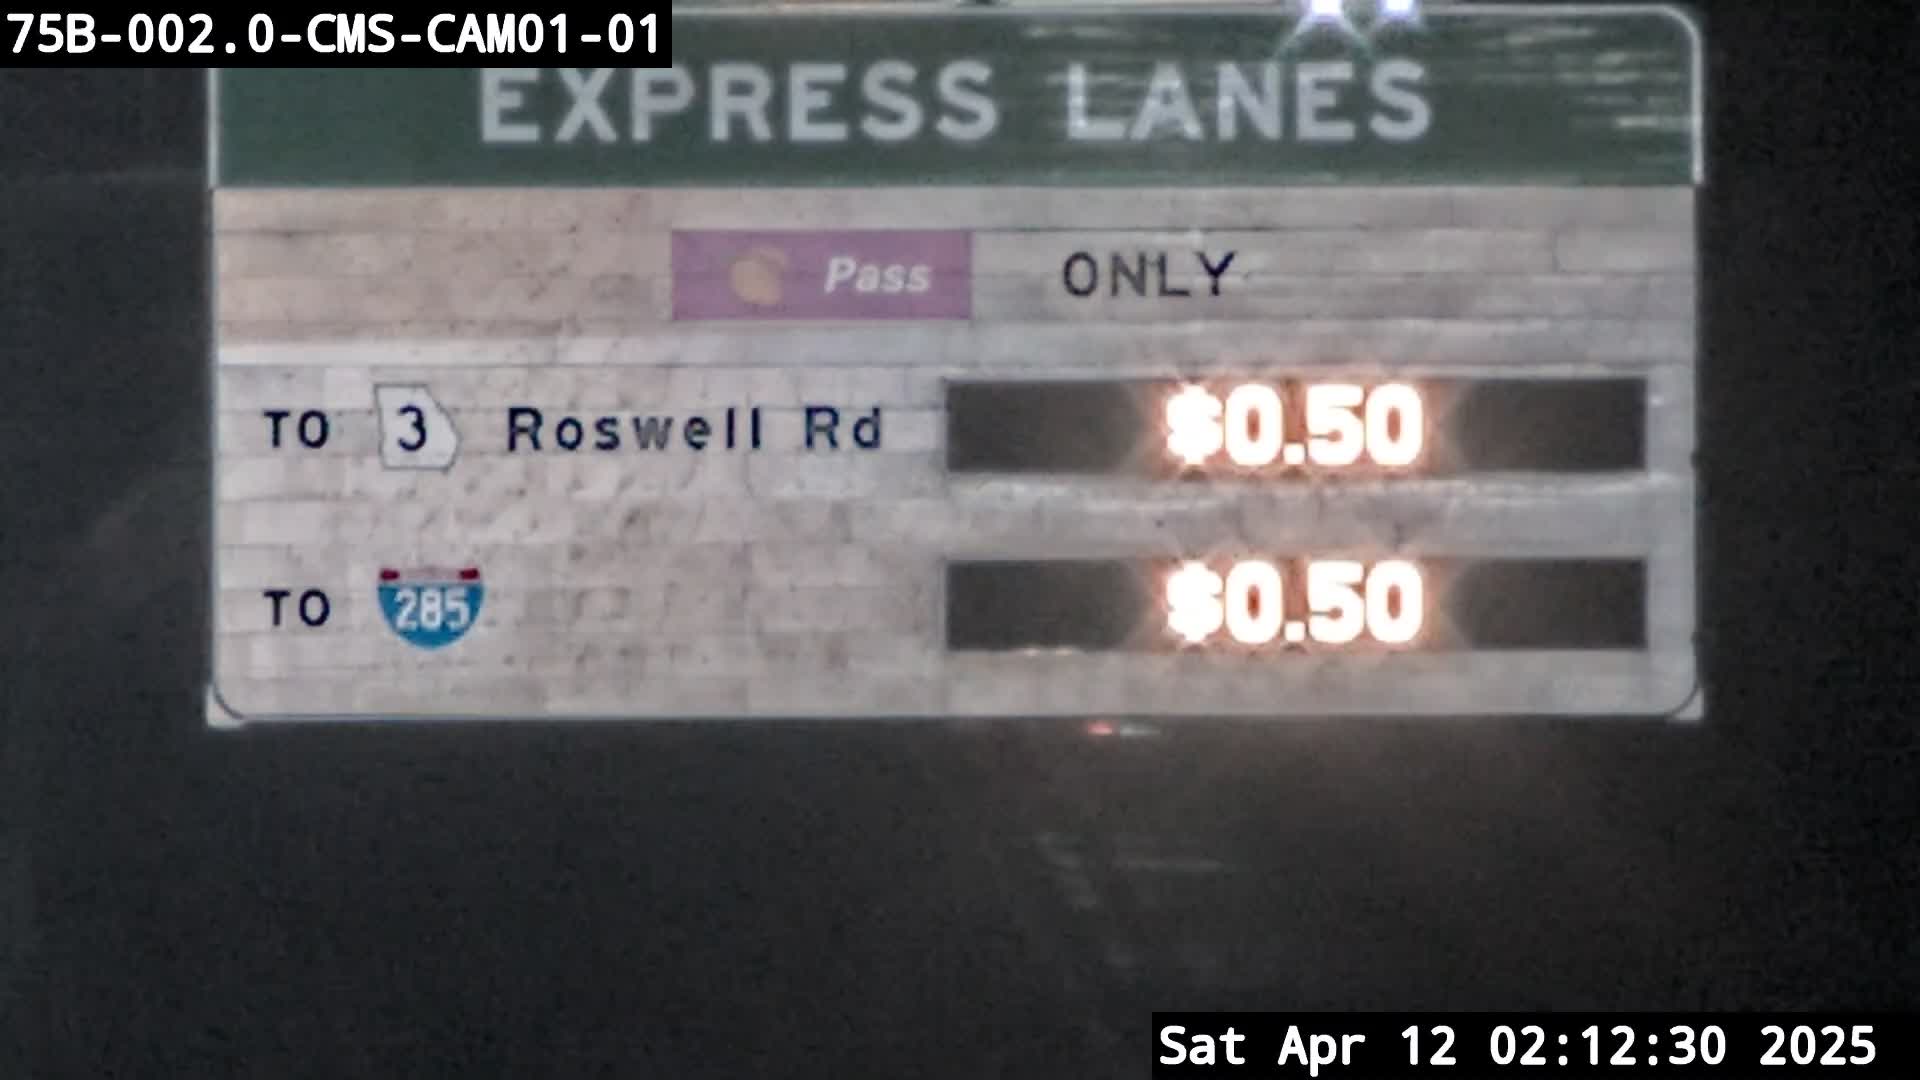 75B-002.0-CMS-CAM01-01
EXPRESS LANES
Pass ONLY
TO 3 Roswell Rd $0.50
TO 285 $0.50
Sat Apr 12 02:12:30 2025